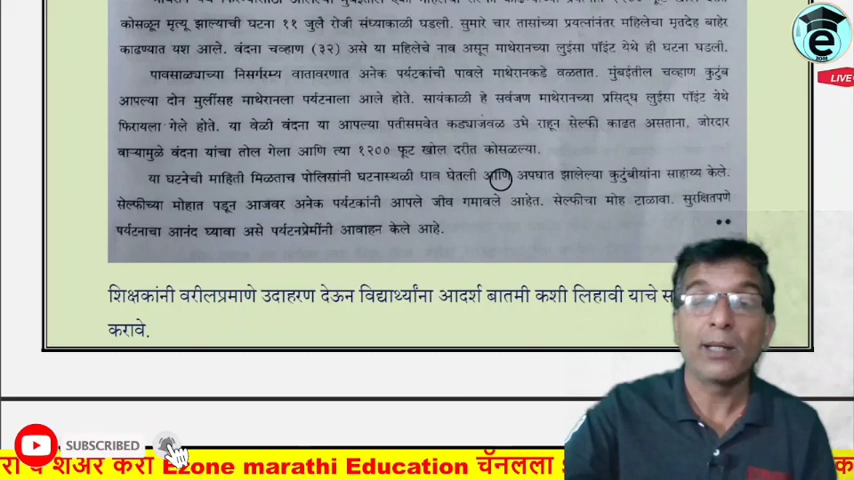 कोसळून मृत्यू झाल्याची घटना ११ जुलै रोजी संध्याकाळी घडली. सुमारे चार तासांच्या प्रयत्नांनंतर महिलेचा मृतदेह बाहेर
काढण्यात यश आले. वंदना चव्हाण (३२) असे या महिलेचे नाव असून माथेरानच्या लुईसा पॉइंट येथे ही घटना घडली.
पावसाळ्याच्या निसर्गरम्य वातावरणात अनेक पर्यटकांची पावले माथेरानकडे वळतात. मुंबईतील चव्हाण कुटुंब
आपल्या दोन मुलींसह माथेरानला पर्यटनाला आले होते. सायंकाळी हे सर्वजण माथेरानच्या प्रसिद्ध लुईसा पॉइंट येथे
फिरायला गेले होते. या वेळी वंदना या आपल्या पतीसमवेत कड्याजवळ उभे राहून सेल्फी काढत असताना, जोरदार
वाऱ्यामुळे वंदना यांचा तोल गेला आणि त्या १२०० फूट खोल दरीत कोसळल्या.
या घटनेची माहिती मिळताच पोलिसांनी घटनास्थळी धाव घेतली आणि अपघात झालेल्या कुटुंबीयांना साहाय्य केले.
सेल्फीच्या मोहात पडून आजवर अनेक पर्यटकांनी आपले जीव गमावले आहेत. सेल्फीचा मोह टाळावा. सुरक्षितपणे
पर्यटनाचा आनंद घ्यावा असे पर्यटनप्रेमींनी आवाहन केले आहे.
शिक्षकांनी वरीलप्रमाणे उदाहरण देऊन विद्यार्थ्यांना आदर्श बातमी कशी लिहावी याचे
करावे.
e
LIVE
SUBSCRIBED
व शेअर करा Ezone marathi Education चॅनलला